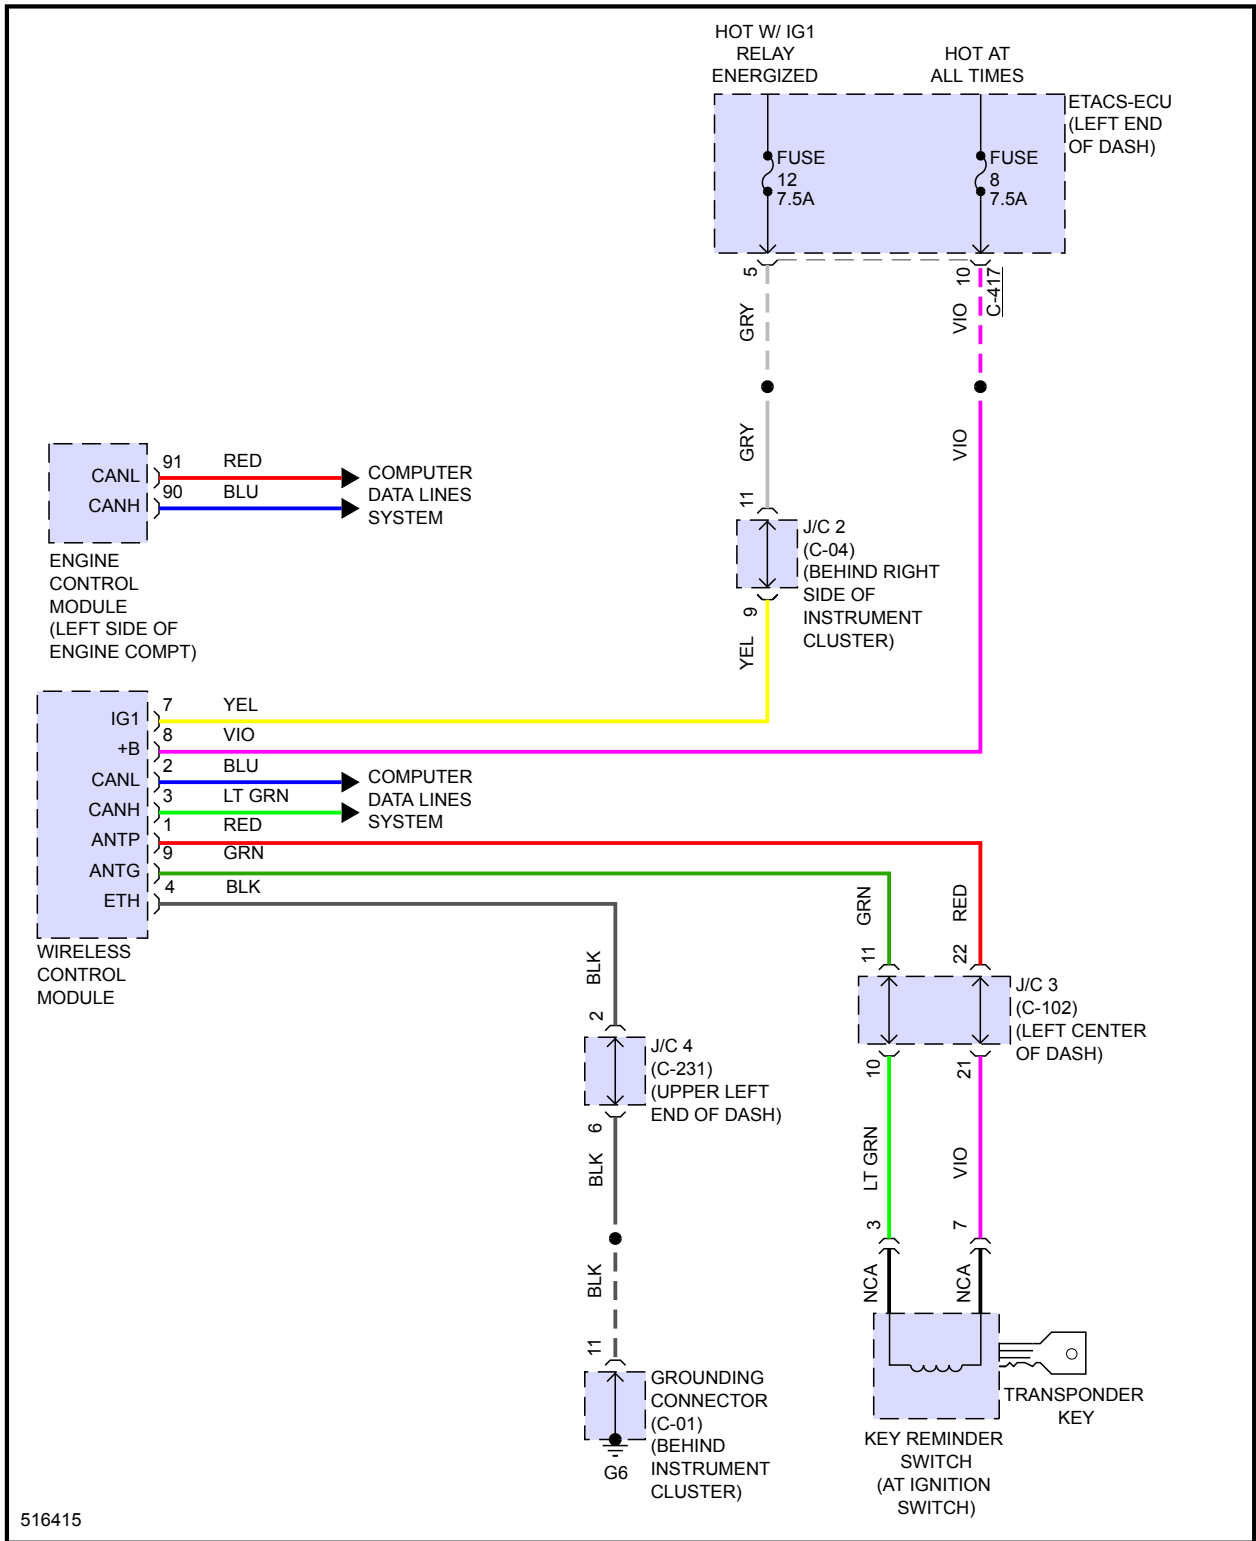 HOT W/ IG1
RELAY
ENERGIZED
HOT AT
ALL TIMES
ETACS-ECU
(LEFT END
OF DASH)
FUSE
12
7.5A
FUSE
8
7.5A
5
10
C-417
GRY
VIO
GRY
VIO
11
J/C 2
(C-04)
(BEHIND RIGHT
SIDE OF
INSTRUMENT
CLUSTER)
9
YEL
CANL
91
RED
CANH
90
BLU
COMPUTER
DATA LINES
SYSTEM
ENGINE
CONTROL
MODULE
(LEFT SIDE OF
ENGINE COMPT)
IG1
7
YEL
+B
8
VIO
CANL
2
BLU
CANH
3
LT GRN
COMPUTER
DATA LINES
SYSTEM
ANTP
1
RED
ANTG
9
GRN
ETH
4
BLK
WIRELESS
CONTROL
MODULE
GRN
RED
11
22
J/C 3
(C-102)
(LEFT CENTER
OF DASH)
10
21
LT GRN
VIO
3
7
NCA
NCA
BLK
2
J/C 4
(C-231)
(UPPER LEFT
END OF DASH)
6
BLK
BLK
11
GROUNDING
CONNECTOR
(C-01)
(BEHIND
INSTRUMENT
CLUSTER)
G6
TRANSPONDER
KEY
KEY REMINDER
SWITCH
(AT IGNITION
SWITCH)
516415